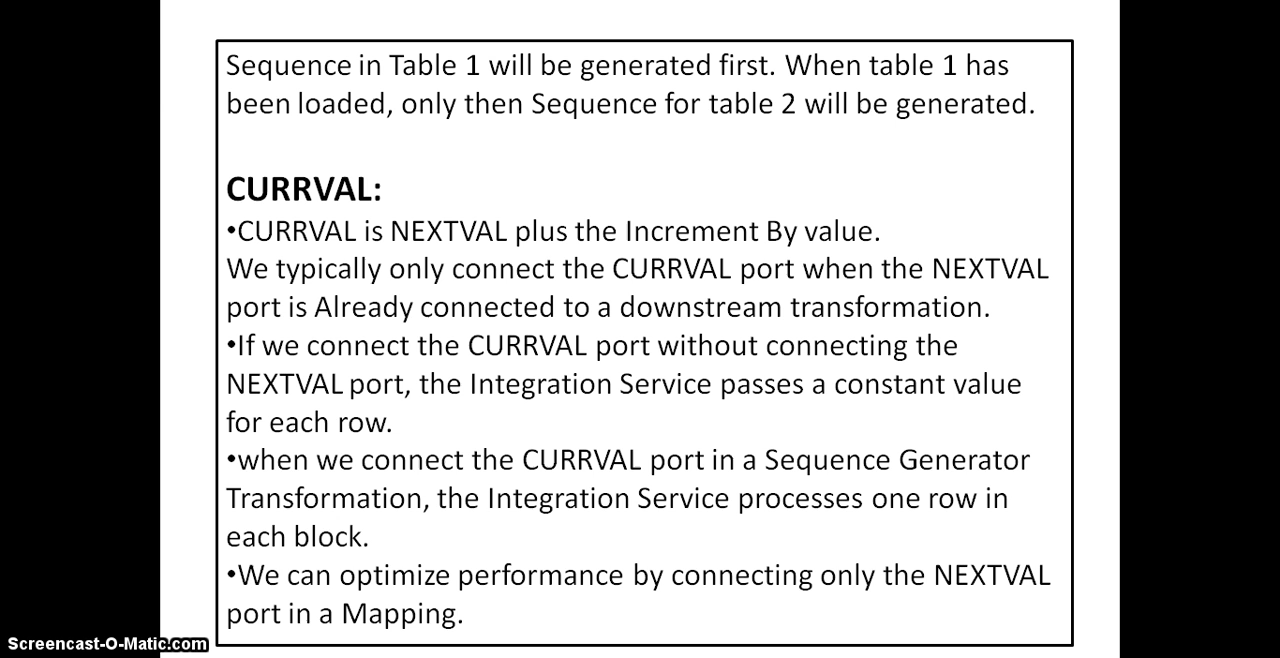 Sequence in Table 1 will be generated first. When table 1 has
been loaded, only then Sequence for table 2 will be generated.
CURRVAL:
•CURRVAL is NEXTVAL plus the Increment By value.
We typically only connect the CURRVAL port when the NEXTVAL
port is Already connected to a downstream transformation.
•If we connect the CURRVAL port without connecting the
NEXTVAL port, the Integration Service passes a constant value
for each row.
•when we connect the CURRVAL port in a Sequence Generator
Transformation, the Integration Service processes one row in
each block.
•We can optimize performance by connecting only the NEXTVAL
port in a Mapping.
Screencast-O-Matic.com